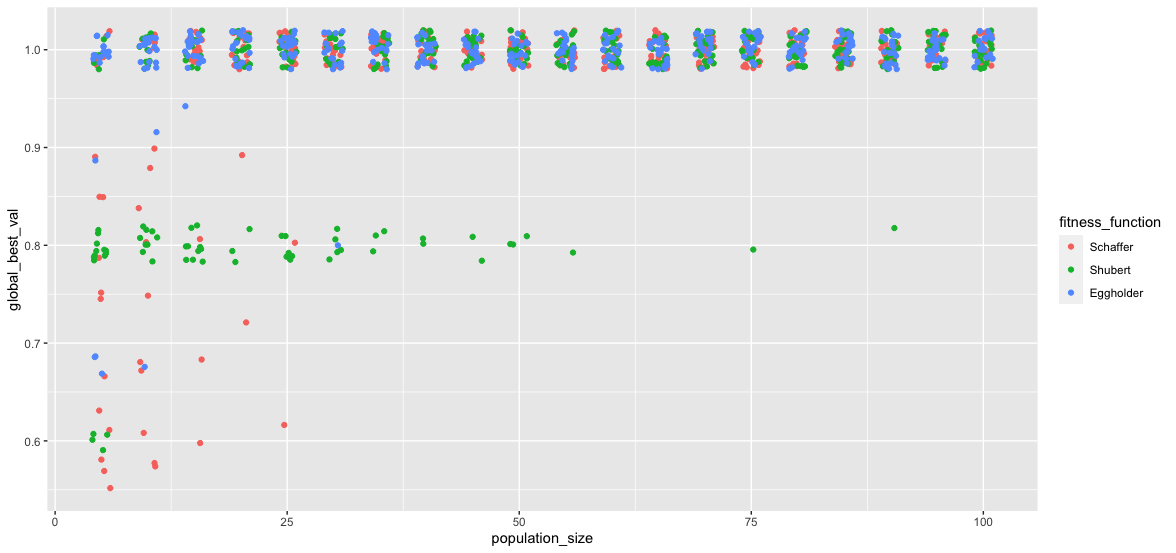 global_best_val
1.0
0.9
0.8
0.7
0.6
0
25
50
75
100
population_size
fitness_function
Schaffer
Shubert
Eggholder